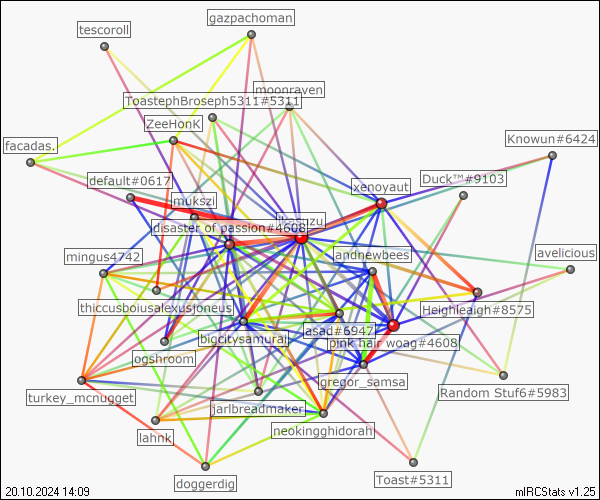 gazpachoman
tescoroll
moonraven
ToastephBroseph5311#5311
ZeeHonK
Knowun#6424
facadas.
default#0617
Duck™#9103
xenoyaut
mukszi
disaster of passion#4608
mingus4742
andnewbees
avelicious
thiccusboiusalexusjoneus
Heighleaigh#8575
asad#6947
bigcitysamurai
pink hair woag#4608
ogshroom
gregor_samsa
turkey_mcnugget
jarlbreadmaker
Random Stuf6#5983
lahnk
neokingghidorah
doggerdig
Toast#5311
20.10.2024 14:09
mIRCStats v1.25